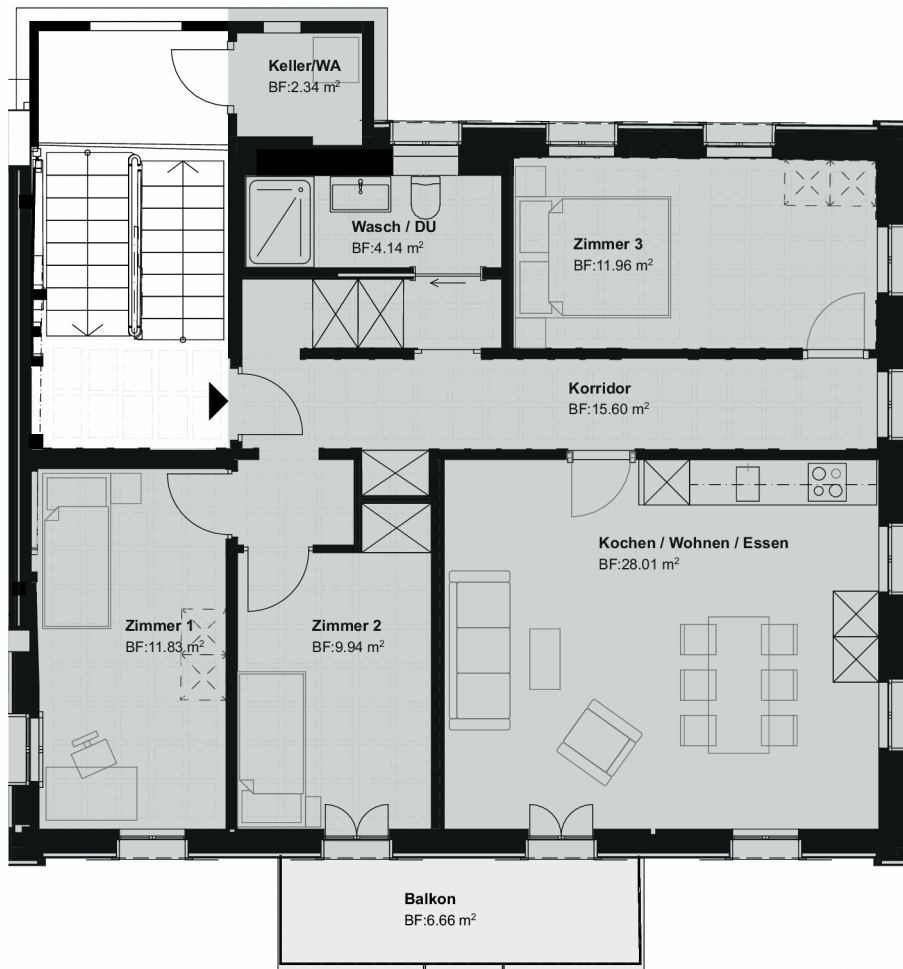 Keller/WA
BF:2.34 m²
Wasch / DU
BF:4.14 m²
Zimmer 3
BF:11.96 m²
Korridor
BF:15.60 m²
Kochen / Wohnen / Essen
BF:28.01 m²
Zimmer 1
BF:11.83 m²
Zimmer 2
BF:9.94 m²
Balkon
BF:6.66 m²